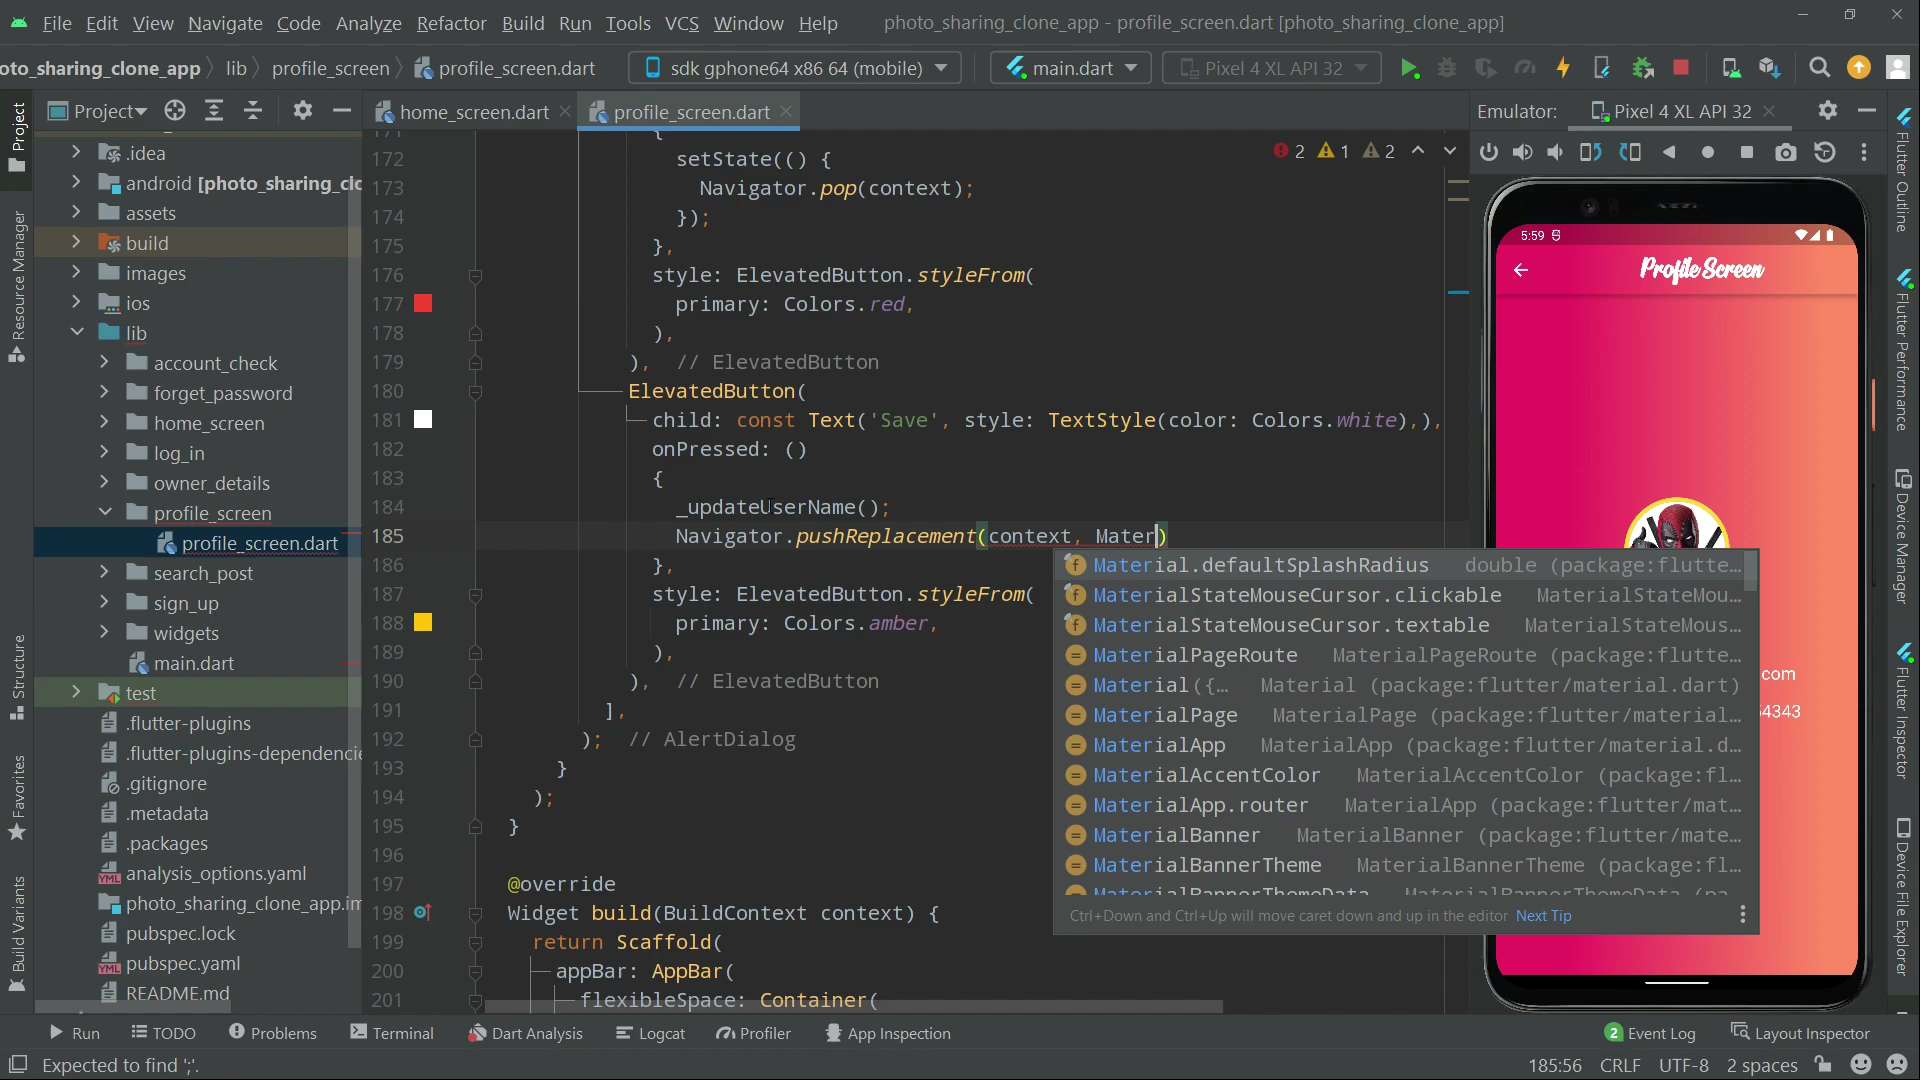 File Edit View Navigate Code Analyze Refactor Build Run Tools VCS Window Help photo_sharing_clone_app - profile_screen.dart [photo_sharing_clone_app]
oto_sharing_clone_app lib profile_screen profile_screen.dart sdk gphone64 x86 64 (mobile) main.dart Pixel 4 XL API 32
Project home_screen.dart profile_screen.dart Emulator: Pixel 4 XL API 32
Project
Resource Manager
Structure
Favorites
Build Variants
.idea
android [photo_sharing_clo
assets
build
images
ios
lib
account_check
forget_password
home_screen
log_in
owner_details
profile_screen
profile_screen.dart
search_post
sign_up
widgets
main.dart
test
.flutter-plugins
.flutter-plugins-dependencie
.gitignore
.metadata
.packages
analysis_options.yaml
photo_sharing_clone_app.im
pubspec.lock
pubspec.yaml
README.md
2 1 2
171 {
172 setState(() {
173 Navigator.pop(context);
174 });
175 },
176 style: ElevatedButton.styleFrom(
177 primary: Colors.red,
178 ),
179 ), // ElevatedButton
180 ElevatedButton(
181 child: const Text('Save', style: TextStyle(color: Colors.white),),
182 onPressed: ()
183 {
184 _updateUserName();
185 Navigator.pushReplacement(context, Mater)
186 },
187 style: ElevatedButton.styleFrom(
188 primary: Colors.amber,
189 ),
190 ), // ElevatedButton
191 ],
192 ); // AlertDialog
193 }
194 );
195 }
196
197 @override
198 Widget build(BuildContext context) {
199 return Scaffold(
200 appBar: AppBar(
201 flexibleSpace: Container(
Material.defaultSplashRadius double (package:flutte…
MaterialStateMouseCursor.clickable MaterialStateMou…
MaterialStateMouseCursor.textable MaterialStateMous…
MaterialPageRoute MaterialPageRoute (package:flutte…
Material({… Material (package:flutter/material.dart)
MaterialPage MaterialPage (package:flutter/material…
MaterialApp MaterialApp (package:flutter/material.d…
MaterialAccentColor MaterialAccentColor (package:fl…
MaterialApp.router MaterialApp (package:flutter/mat…
MaterialBanner MaterialBanner (package:flutter/mate…
MaterialBannerTheme MaterialBannerTheme (package:fl…
MaterialBannerThemeData MaterialBannerThemeData (pa…
Ctrl+Down and Ctrl+Up will move caret down and up in the editor Next Tip
5:59
Profile Screen
com
54343
Flutter Outline
Flutter Performance
Device Manager
Flutter Inspector
Device File Explorer
Run TODO Problems Terminal Dart Analysis Logcat Profiler App Inspection 2 Event Log Layout Inspector
Expected to find ';'. 185:56 CRLF UTF-8 2 spaces